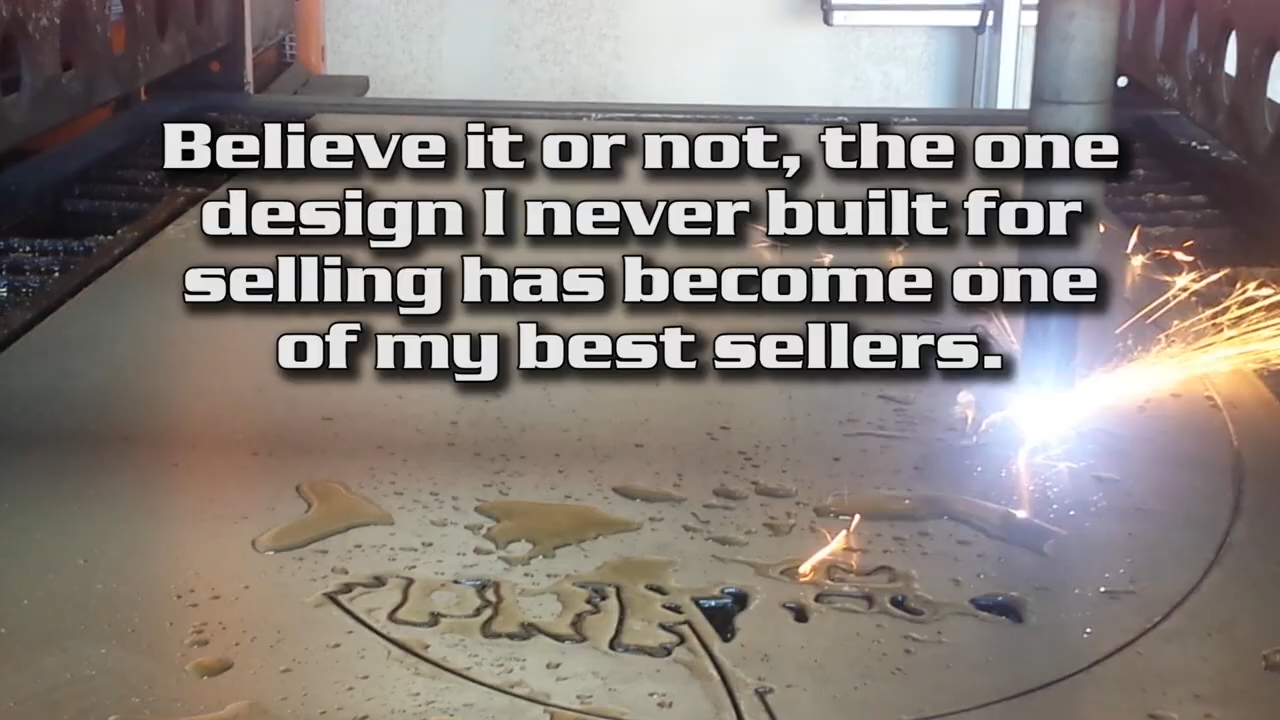 Believe it or not, the one
design I never built for
selling has become one
of my best sellers.